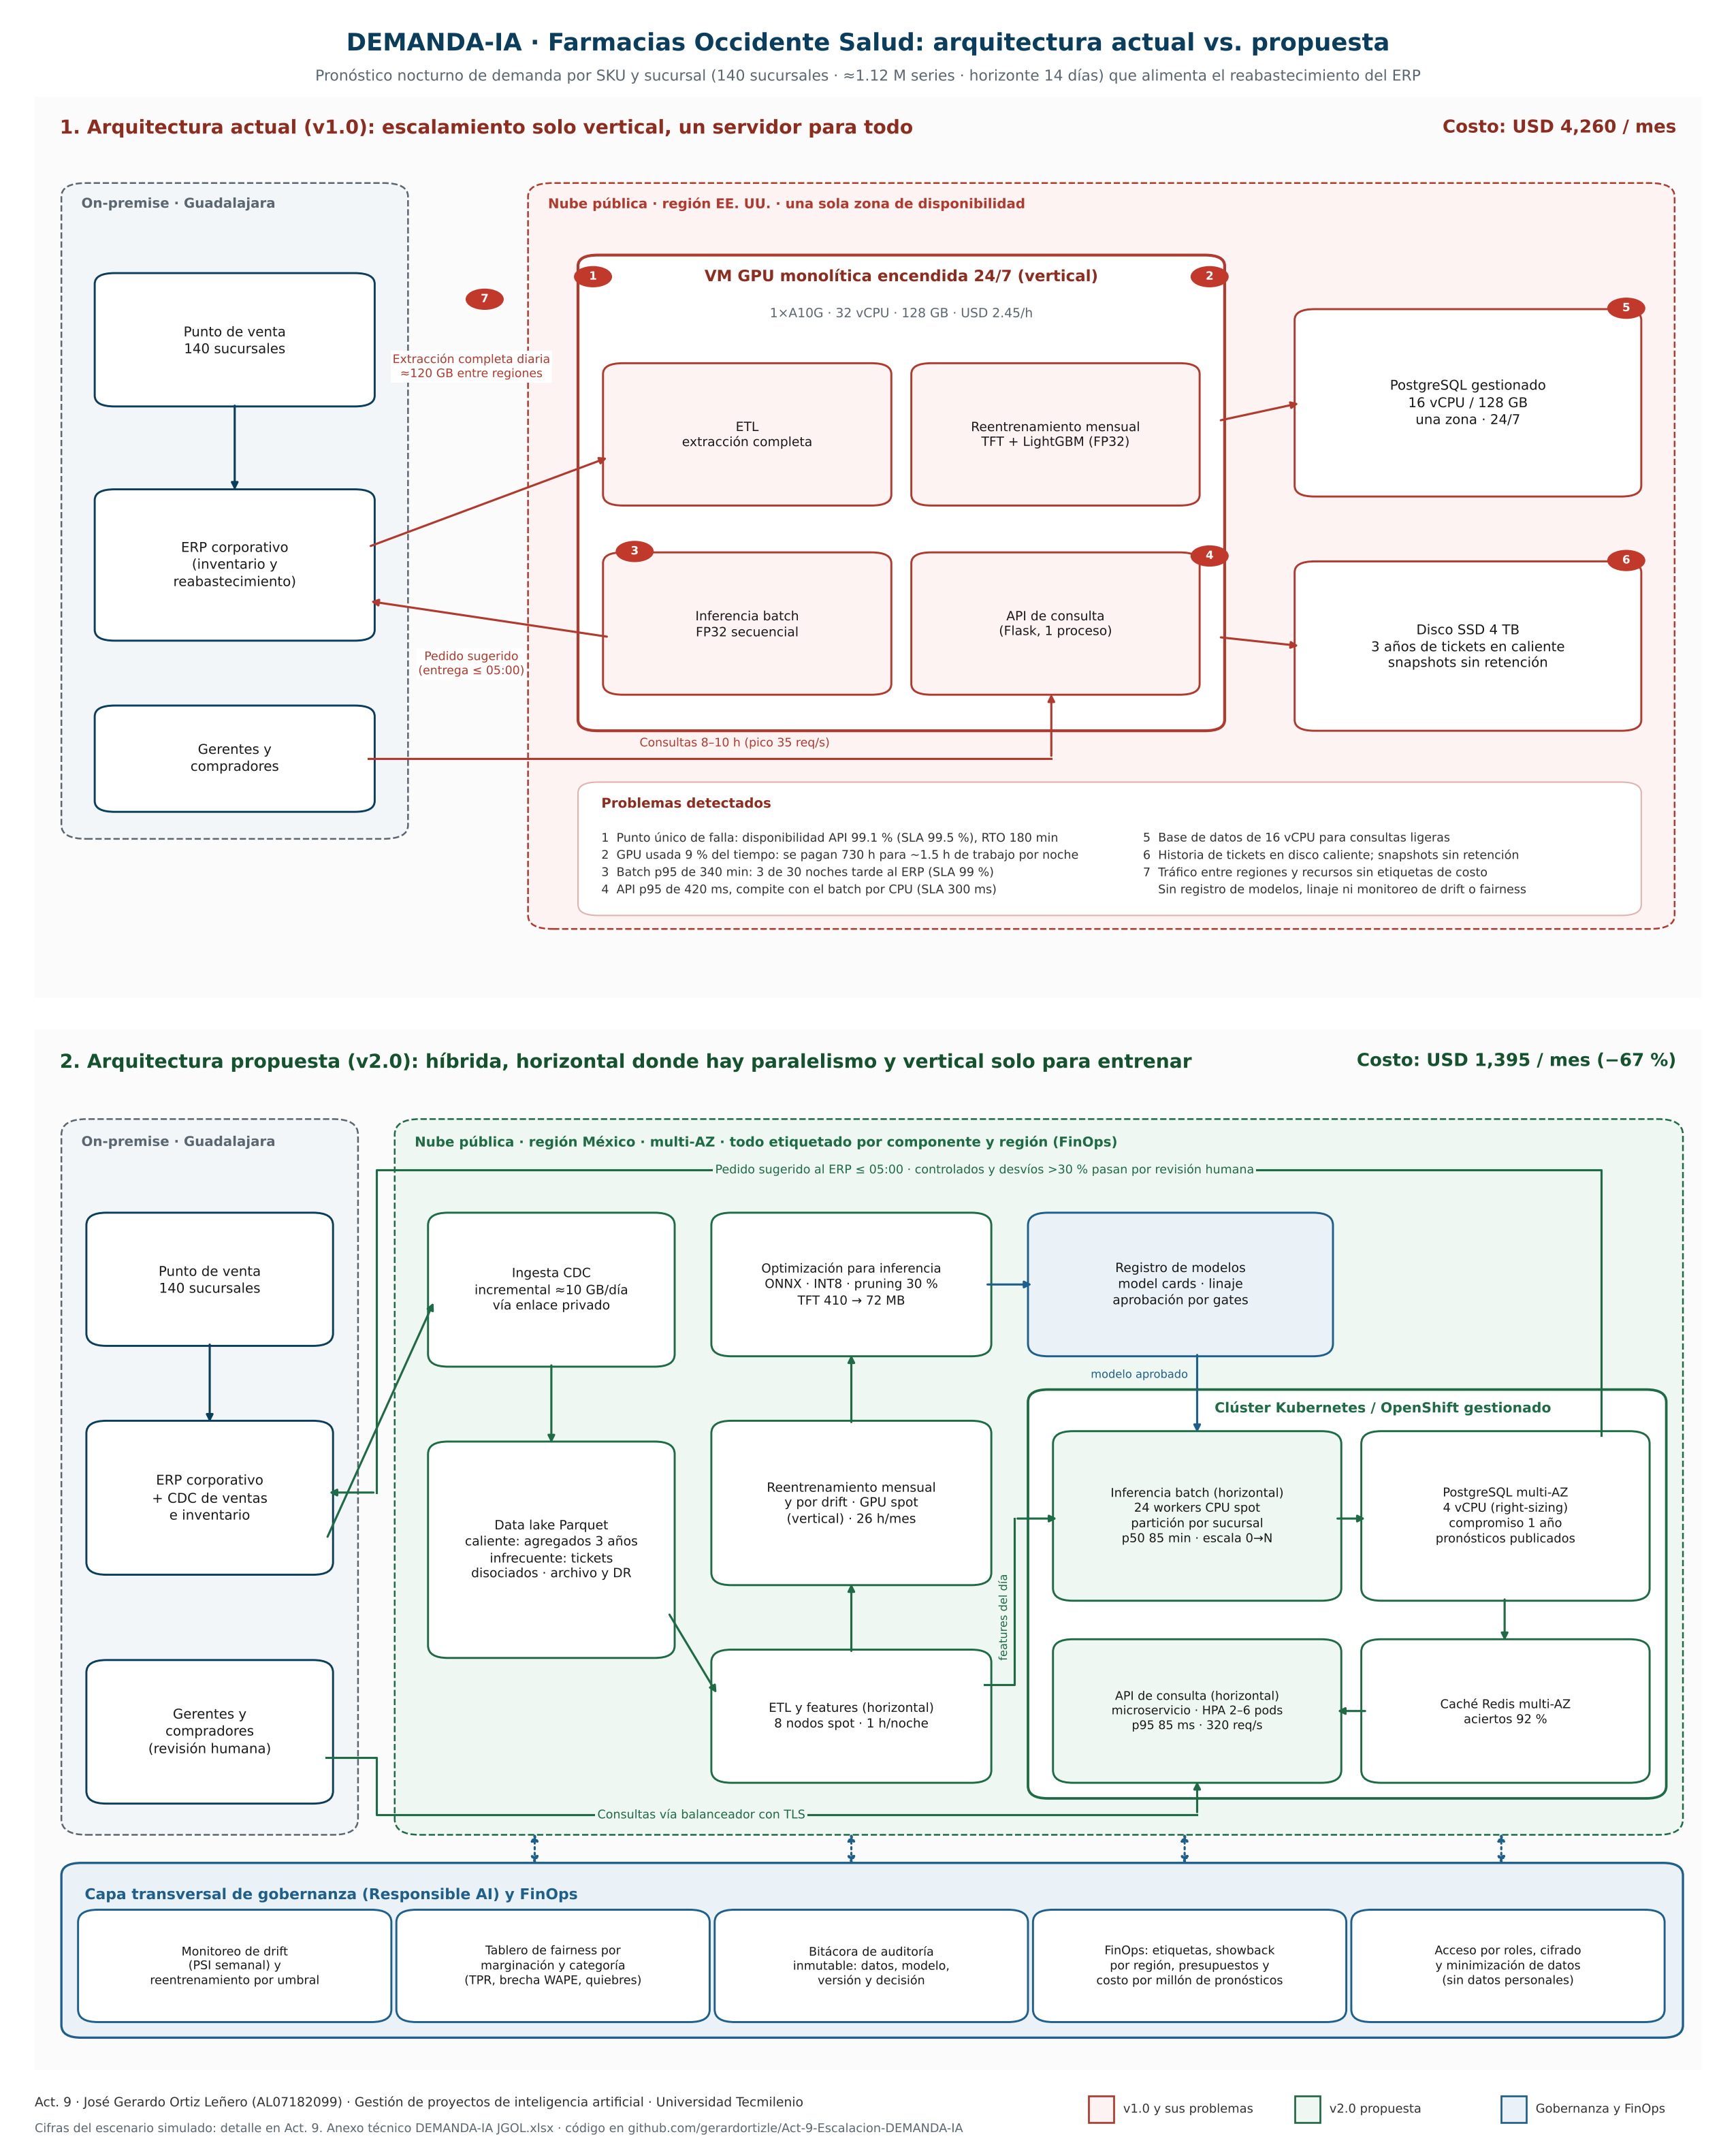 DEMANDA-IA · Farmacias Occidente Salud: arquitectura actual vs. propuesta
Pronóstico nocturno de demanda por SKU y sucursal (140 sucursales · ≈1.12 M series · horizonte 14 días) que alimenta el reabastecimiento del ERP
1. Arquitectura actual (v1.0): escalamiento solo vertical, un servidor para todo
Costo: USD 4,260 / mes
On-premise · Guadalajara
Punto de venta
140 sucursales
ERP corporativo
(inventario y
reabastecimiento)
Gerentes y
compradores
7
Extracción completa diaria
≈120 GB entre regiones
Pedido sugerido
(entrega ≤ 05:00)
Nube pública · región EE. UU. · una sola zona de disponibilidad
1
VM GPU monolítica encendida 24/7 (vertical)
2
1×A10G · 32 vCPU · 128 GB · USD 2.45/h
ETL
extracción completa
Reentrenamiento mensual
TFT + LightGBM (FP32)
3
Inferencia batch
FP32 secuencial
4
API de consulta
(Flask, 1 proceso)
Consultas 8–10 h (pico 35 req/s)
5
PostgreSQL gestionado
16 vCPU / 128 GB
una zona · 24/7
6
Disco SSD 4 TB
3 años de tickets en caliente
snapshots sin retención
Problemas detectados
1 Punto único de falla: disponibilidad API 99.1 % (SLA 99.5 %), RTO 180 min
2 GPU usada 9 % del tiempo: se pagan 730 h para ~1.5 h de trabajo por noche
3 Batch p95 de 340 min: 3 de 30 noches tarde al ERP (SLA 99 %)
4 API p95 de 420 ms, compite con el batch por CPU (SLA 300 ms)
5 Base de datos de 16 vCPU para consultas ligeras
6 Historia de tickets en disco caliente; snapshots sin retención
7 Tráfico entre regiones y recursos sin etiquetas de costo
Sin registro de modelos, linaje ni monitoreo de drift o fairness
2. Arquitectura propuesta (v2.0): híbrida, horizontal donde hay paralelismo y vertical solo para entrenar
Costo: USD 1,395 / mes (−67 %)
On-premise · Guadalajara
Punto de venta
140 sucursales
ERP corporativo
+ CDC de ventas
e inventario
Gerentes y
compradores
(revisión humana)
Nube pública · región México · multi-AZ · todo etiquetado por componente y región (FinOps)
Pedido sugerido al ERP ≤ 05:00 · controlados y desvíos >30 % pasan por revisión humana
Ingesta CDC
incremental ≈10 GB/día
vía enlace privado
Optimización para inferencia
ONNX · INT8 · pruning 30 %
TFT 410 → 72 MB
Registro de modelos
model cards · linaje
aprobación por gates
modelo aprobado
Data lake Parquet
caliente: agregados 3 años
infrecuente: tickets
disociados · archivo y DR
Reentrenamiento mensual
y por drift · GPU spot
(vertical) · 26 h/mes
ETL y features (horizontal)
8 nodos spot · 1 h/noche
features del día
Clúster Kubernetes / OpenShift gestionado
Inferencia batch (horizontal)
24 workers CPU spot
partición por sucursal
p50 85 min · escala 0→N
PostgreSQL multi-AZ
4 vCPU (right-sizing)
compromiso 1 año
pronósticos publicados
API de consulta (horizontal)
microservicio · HPA 2–6 pods
p95 85 ms · 320 req/s
Caché Redis multi-AZ
aciertos 92 %
Consultas vía balanceador con TLS
Capa transversal de gobernanza (Responsible AI) y FinOps
Monitoreo de drift
(PSI semanal) y
reentrenamiento por umbral
Tablero de fairness por
marginación y categoría
(TPR, brecha WAPE, quiebres)
Bitácora de auditoría
inmutable: datos, modelo,
versión y decisión
FinOps: etiquetas, showback
por región, presupuestos y
costo por millón de pronósticos
Acceso por roles, cifrado
y minimización de datos
(sin datos personales)
Act. 9 · José Gerardo Ortiz Leñero (AL07182099) · Gestión de proyectos de inteligencia artificial · Universidad Tecmilenio
Cifras del escenario simulado: detalle en Act. 9. Anexo técnico DEMANDA-IA JGOL.xlsx · código en github.com/gerardortizle/Act-9-Escalacion-DEMANDA-IA
v1.0 y sus problemas
v2.0 propuesta
Gobernanza y FinOps